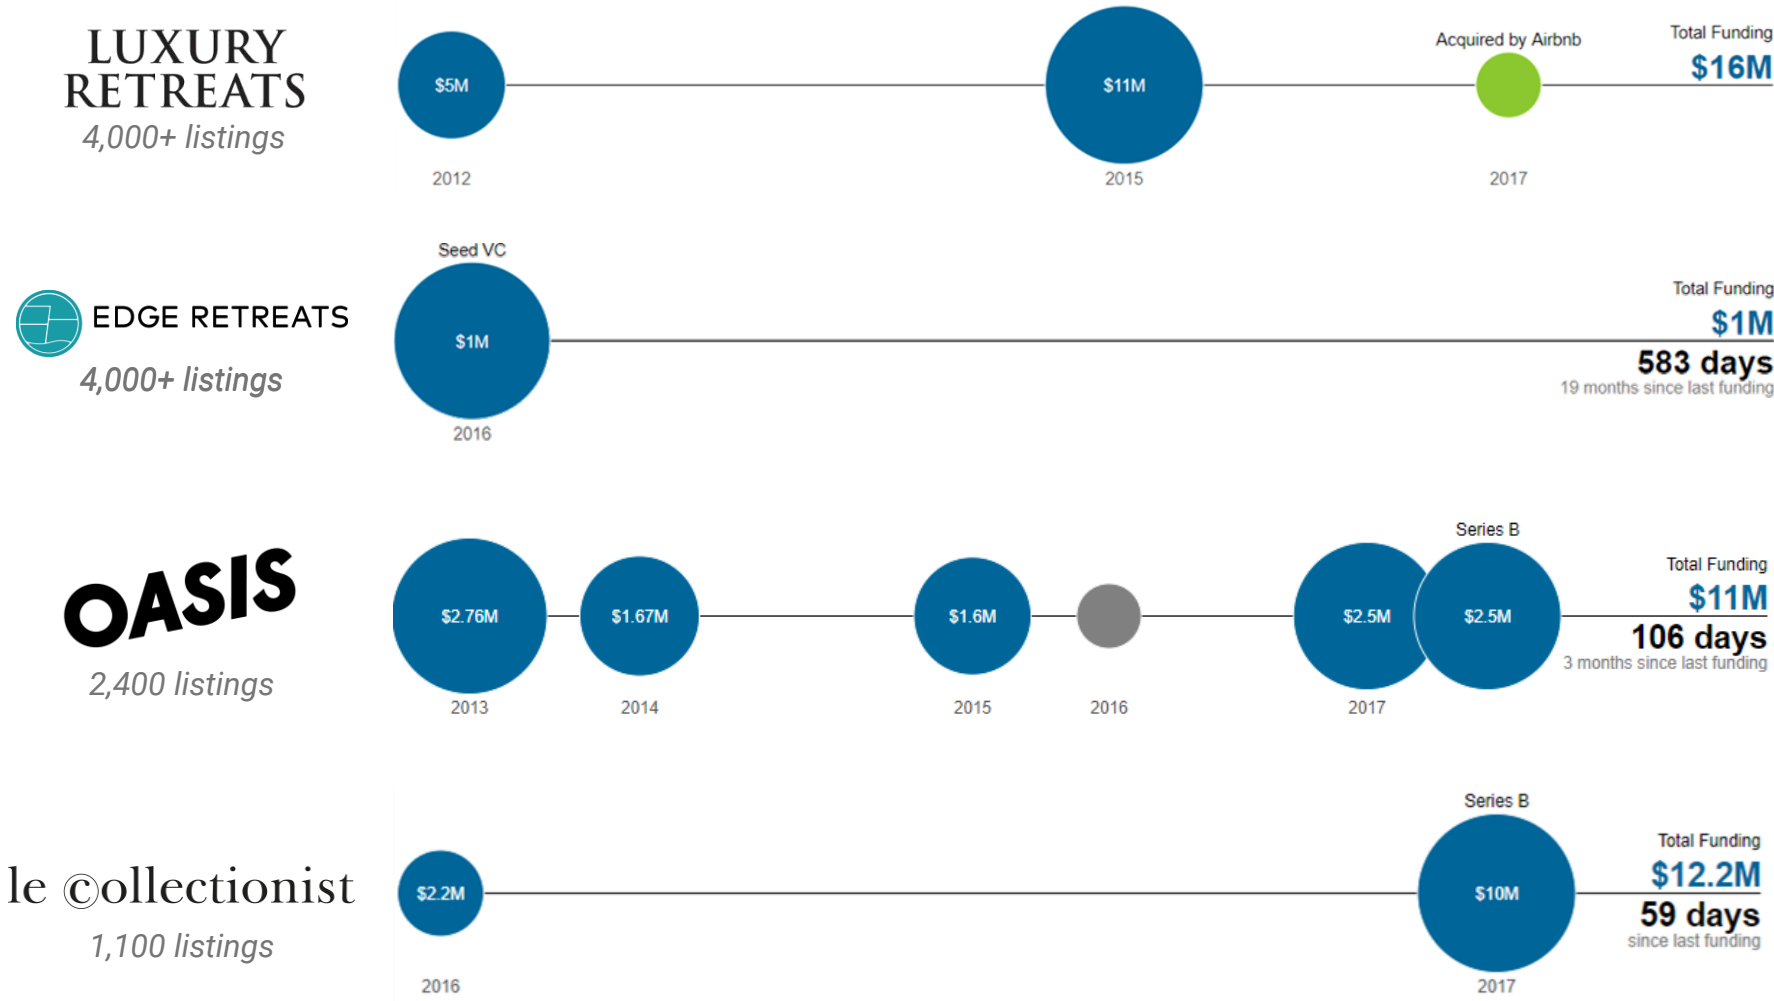 LUXURY
RETREATS
4,000+ listings
$5M
2012
$11M
2015
Acquired by Airbnb
2017
Total Funding
$16M
EDGE RETREATS
4,000+ listings
Seed VC
$1M
2016
Total Funding
$1M
583 days
19 months since last funding
OASIS
2,400 listings
$2.76M
2013
$1.67M
2014
$1.6M
2015
2016
$2.5M
2017
Series B
$2.5M
Total Funding
$11M
106 days
3 months since last funding
le ©ollectionist
1,100 listings
$2.2M
2016
Series B
$10M
2017
Total Funding
$12.2M
59 days
since last funding